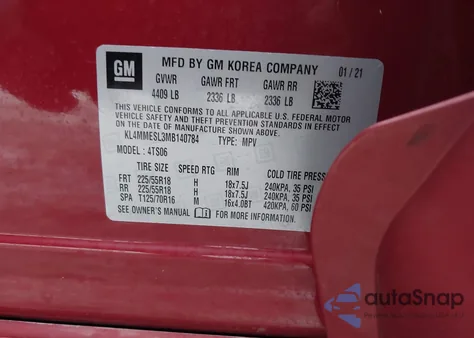 GM
MFD BY GM KOREA COMPANY 01/21
GVWR GAWR FRT GAWR RR
4409 LB 2336 LB 2336 LB
THIS VEHICLE CONFORMS TO ALL APPLICABLE U.S. FEDERAL MOTOR
VEHICLE SAFETY, BUMPER, AND THEFT PREVENTION STANDARDS
IN EFFECT ON THE DATE OF MANUFACTURE SHOWN ABOVE.
KL4MMESL3MB140784 TYPE: MPV
MODEL : 4TS06
TIRE SIZE SPEED RTG RIM COLD TIRE PRESS
FRT 225/55R18 H 18x7.5J 240KPA, 35 PSI
RR 225/55R18 H 18x7.5J 240KPA, 35 PSI
SPA T125/70R16 M 16x4.0BT 420KPA, 60 PSI
SEE OWNER'S MANUAL FOR MORE INFORMATION
autoSnap